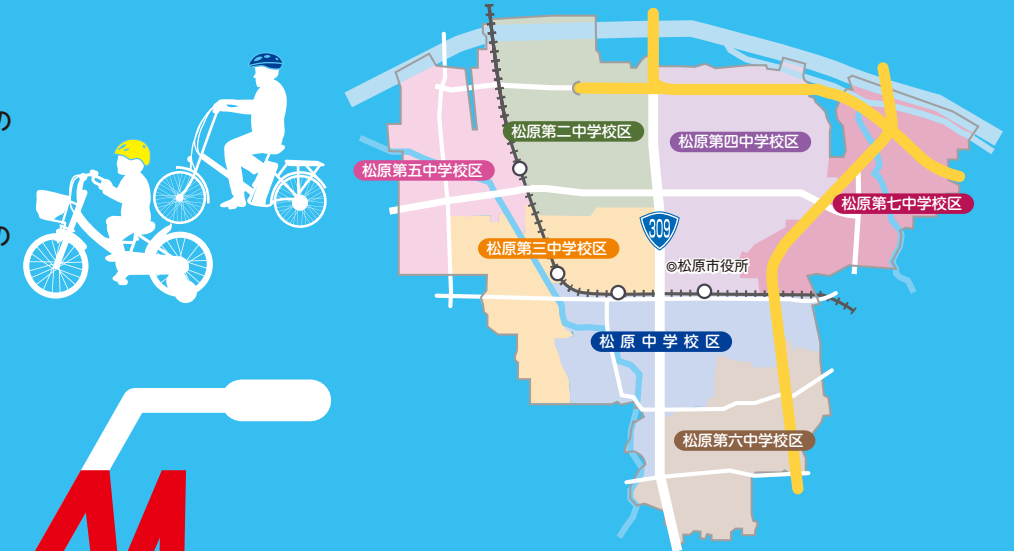 の
の
松原第二中学校区
松原第四中学校区
松原第五中学校区
松原第七中学校区
309
松原第三中学校区
◎松原市役所
松原中学校区
松原第六中学校区
M